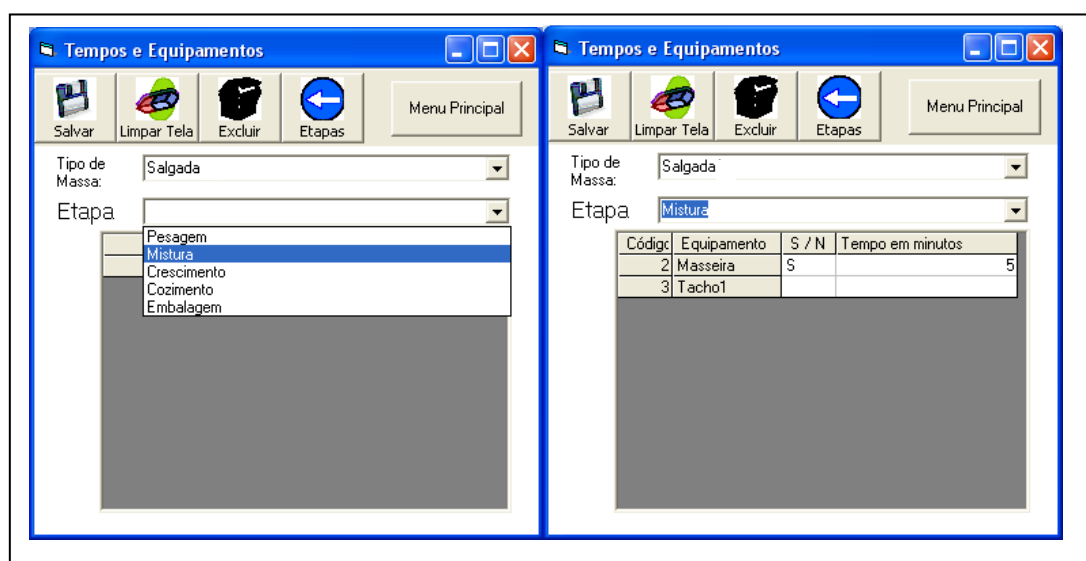 Tempos e Equipamentos
Salvar Limpar Tela Excluir Etapas Menu Principal
Tipo de
Massa:
Salgada
Etapa
Pesagem
Mistura
Crescimento
Cozimento
Embalagem
Tempos e Equipamentos
Salvar Limpar Tela Excluir Etapas Menu Principal
Tipo de
Massa:
Salgada
Etapa Mistura
Código Equipamento S / N Tempo em minutos
2 Masseira S 5
3 Tacho1